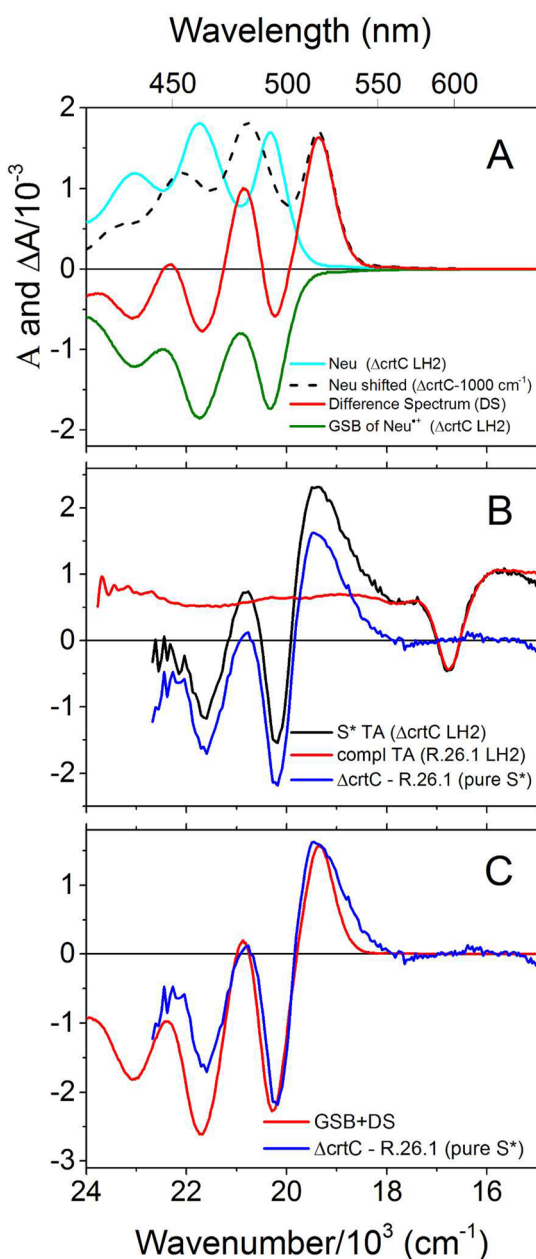 Wavelength (nm)
450 500 550 600
A
2
1
0
-1
-2
A and ΔA/10⁻³
Neu (ΔcrtC LH2)
Neu shifted (ΔcrtC-1000 cm⁻¹)
Difference Spectrum (DS)
GSB of Neu•⁺ (ΔcrtC LH2)
B
2
1
0
-1
-2
S* TA (ΔcrtC LH2)
compl TA (R.26.1 LH2)
ΔcrtC - R.26.1 (pure S*)
C
1
0
-1
-2
-3
GSB+DS
ΔcrtC - R.26.1 (pure S*)
24 22 20 18 16
Wavenumber/10³ (cm⁻¹)